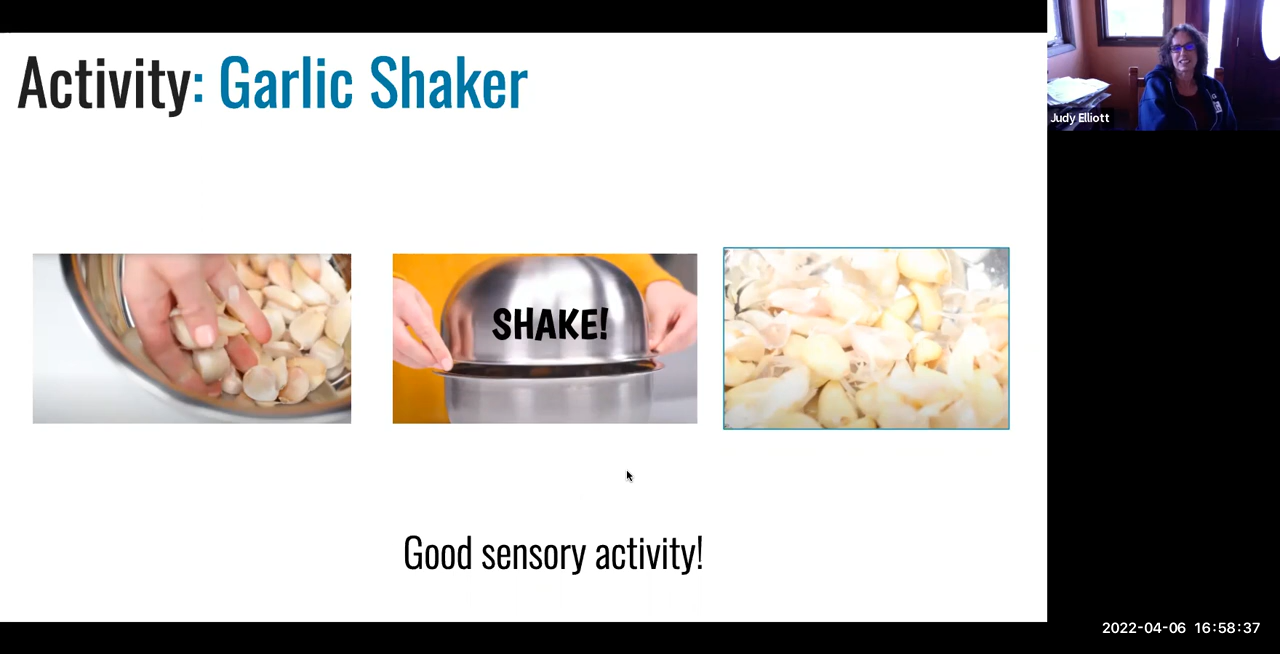 Activity: Garlic Shaker
Judy Elliott
SHAKE!
Good sensory activity!
2022-04-06 16:58:37